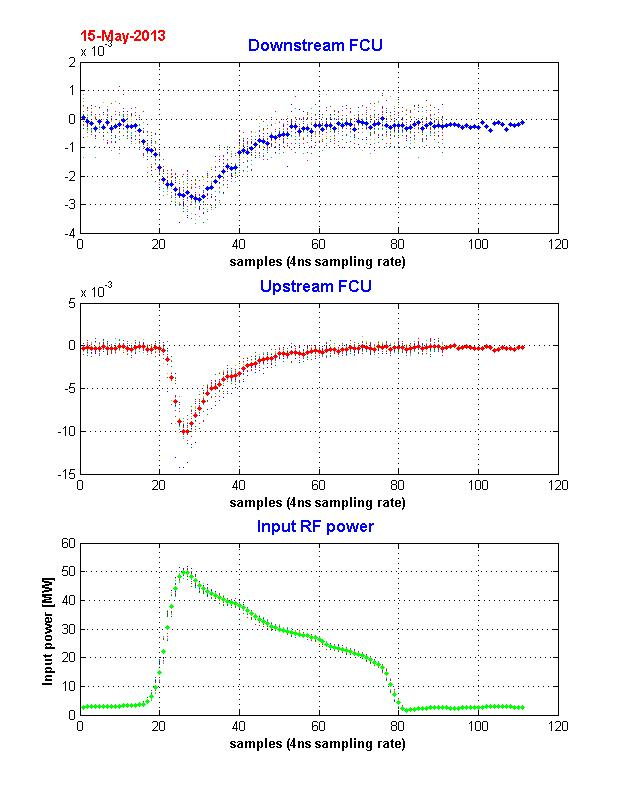 15-May-2013
x 10-3
Downstream FCU
2
1
0
-1
-2
-3
-4
0 20 40 60 80 100 120
samples (4ns sampling rate)
x 10-3
Upstream FCU
5
0
-5
-10
-15
0 20 40 60 80 100 120
samples (4ns sampling rate)
Input RF power
Input power [MW]
60
50
40
30
20
10
0
0 20 40 60 80 100 120
samples (4ns sampling rate)